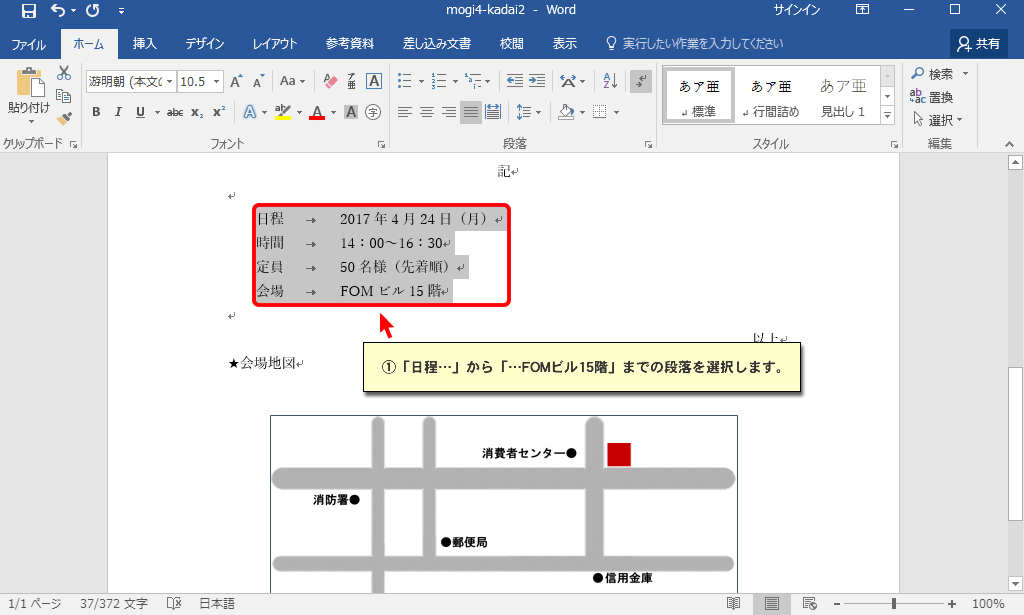 mogi4-kadai2 - Word
サインイン
ファイル ホーム 挿入 デザイン レイアウト 参考資料 差し込み文書 校閲 表示 実行したい作業を入力してください 共有
貼り付け
游明朝 (本文(
10.5
A A Aa A
B I U abc x₂ x² A A A 字
あア亜 標準
あア亜 行間詰め
あア亜 見出し 1
検索
置換
選択
クリップボード フォント 段落 スタイル 編集
記
日程 → 2017 年 4 月 24 日（月）
時間 → 14：00～16：30
定員 → 50 名様（先着順）
会場 → FOM ビル 15 階
以上
①「日程…」から「…FOMビル15階」までの段落を選択します。
★会場地図
消費者センター●
消防署●
●郵便局
●信用金庫
1/1 ページ 37/372 文字 日本語 100%